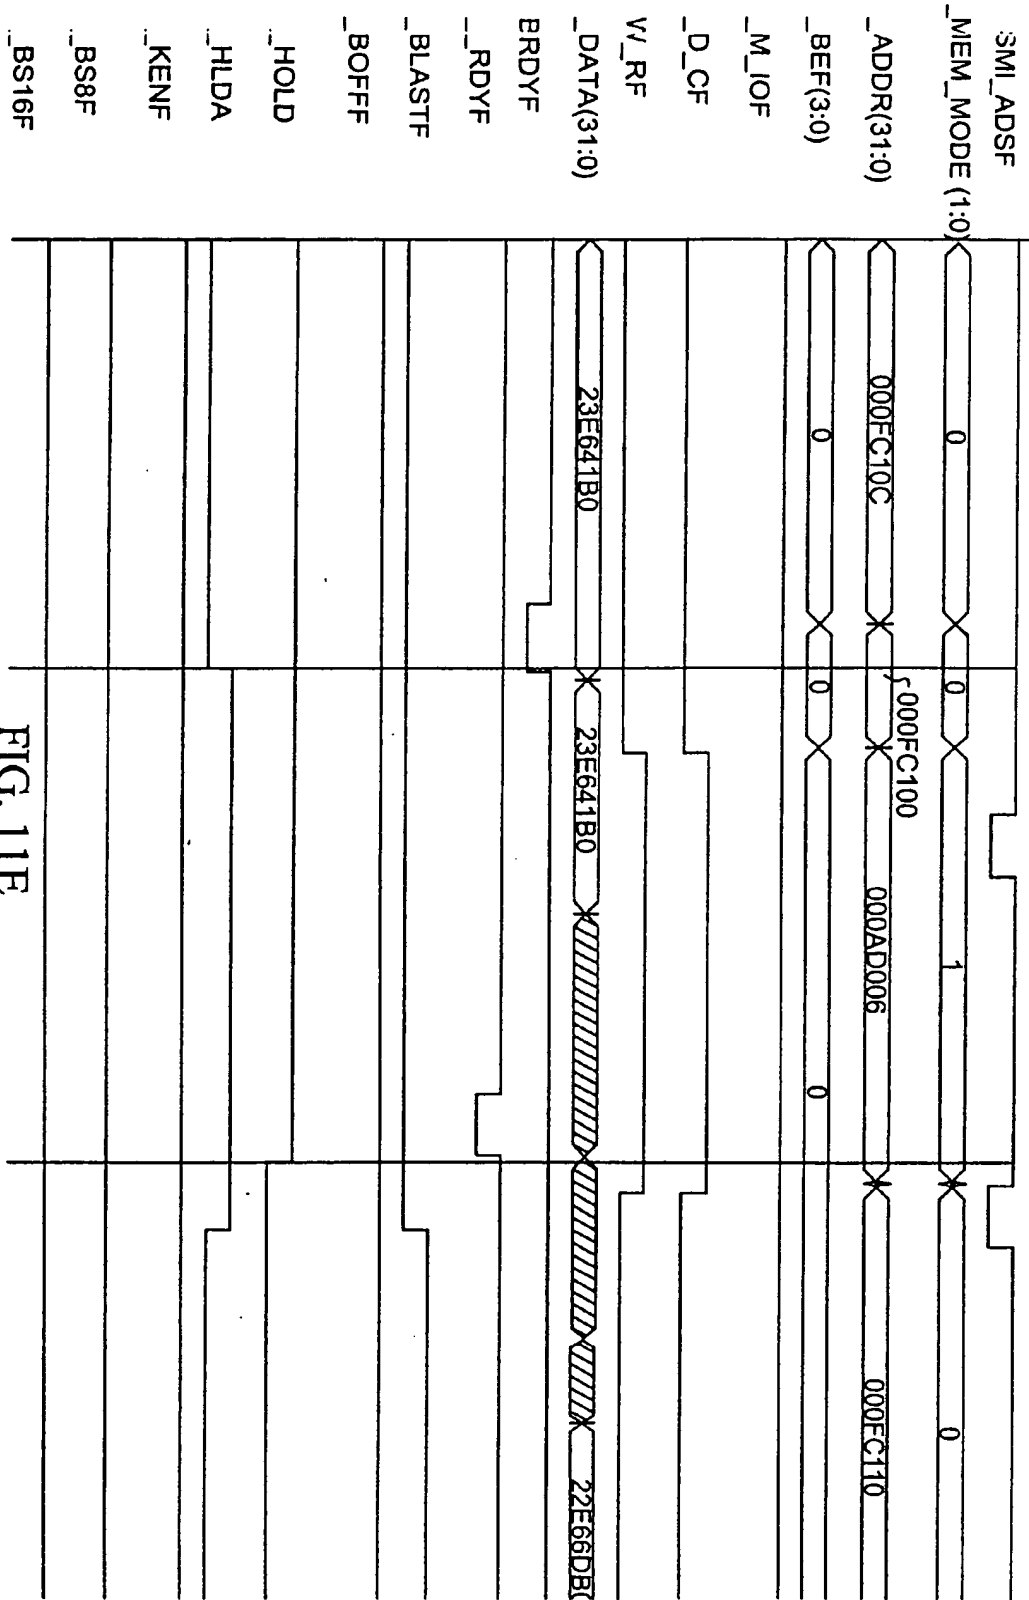 SMI_ADSF
_MEM_MODE (1:0) 0 0 1 0
_ADDR(31:0) 000FC10C 000FC100 000AD006 000FC110
_BEF(3:0) 0 0 0
_M_IOF
_D_CF
W_RF
_DATA(31:0) 23E641B0 23E641B0
BRDYF
_RDYF
_BLASTF
_BOFFF
_HOLD
_HLDA
_KENF
_BS8F
_BS16F
FIG. 11E